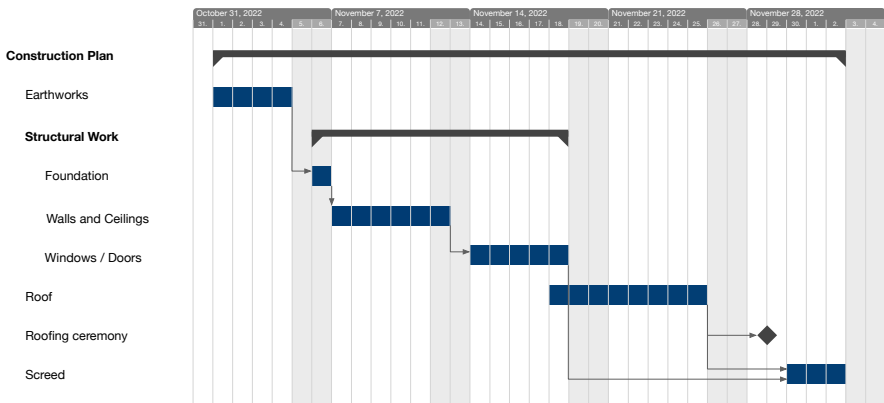 October 31, 2022 November 7, 2022 November 14, 2022 November 21, 2022 November 28, 2022
31. 1. 2. 3. 4. 5. 6. 7. 8. 9. 10. 11. 12. 13. 14. 15. 16. 17. 18. 19. 20. 21. 22. 23. 24. 25. 26. 27. 28. 29. 30. 1. 2. 3. 4.
Construction Plan
Earthworks
Structural Work
Foundation
Walls and Ceilings
Windows / Doors
Roof
Roofing ceremony
Screed